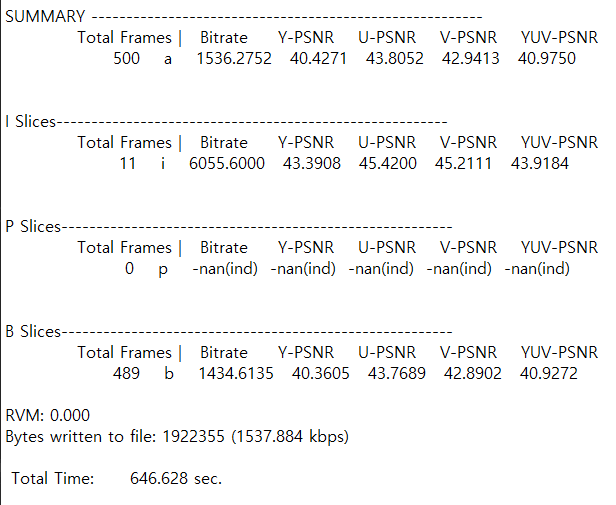 SUMMARY --------------------------------------------------------
Total Frames | Bitrate Y-PSNR U-PSNR V-PSNR YUV-PSNR
500 a 1536.2752 40.4271 43.8052 42.9413 40.9750
I Slices--------------------------------------------------------
Total Frames | Bitrate Y-PSNR U-PSNR V-PSNR YUV-PSNR
11 i 6055.6000 43.3908 45.4200 45.2111 43.9184
P Slices--------------------------------------------------------
Total Frames | Bitrate Y-PSNR U-PSNR V-PSNR YUV-PSNR
0 p -nan(ind) -nan(ind) -nan(ind) -nan(ind) -nan(ind)
B Slices--------------------------------------------------------
Total Frames | Bitrate Y-PSNR U-PSNR V-PSNR YUV-PSNR
489 b 1434.6135 40.3605 43.7689 42.8902 40.9272
RVM: 0.000
Bytes written to file: 1922355 (1537.884 kbps)
Total Time: 646.628 sec.